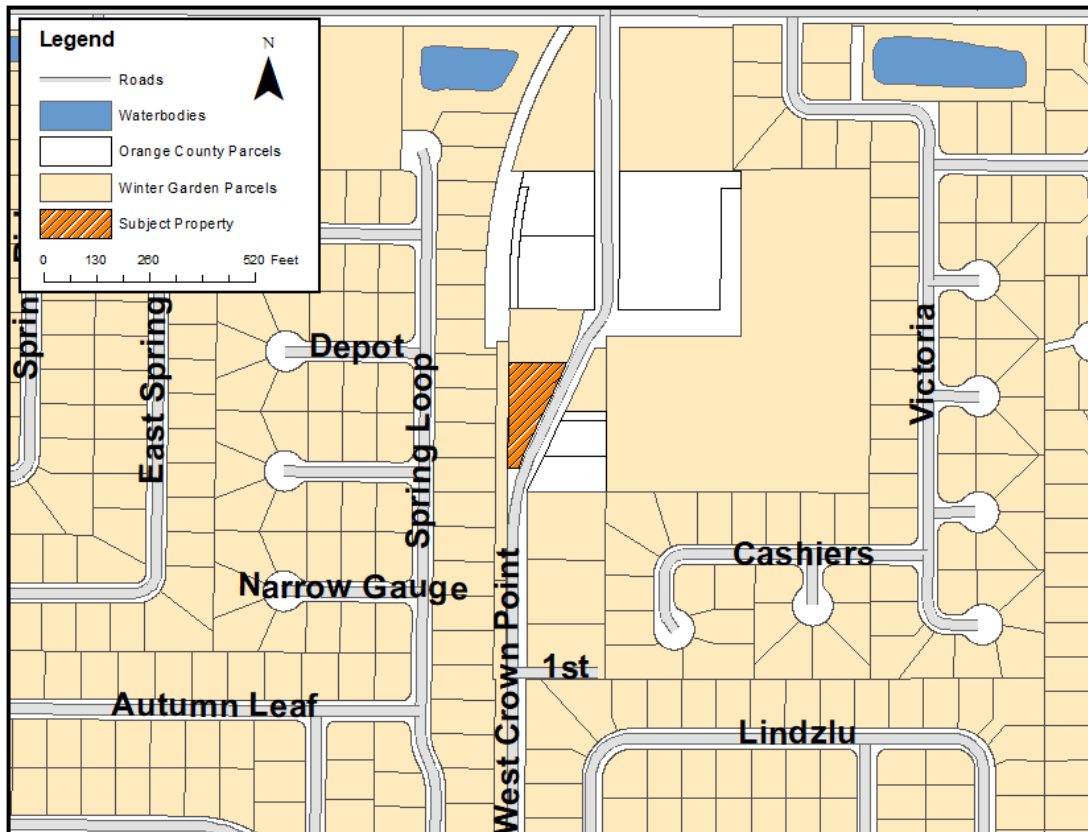 Legend
N
Roads
Waterbodies
Orange County Parcels
Winter Garden Parcels
Subject Property
0 130 260 520 Feet
Sprin
East Spring
Depot
Spring Loop
Victoria
Narrow Gauge
Cashiers
West Crown Point
1st
Autumn Leaf
Lindzlu